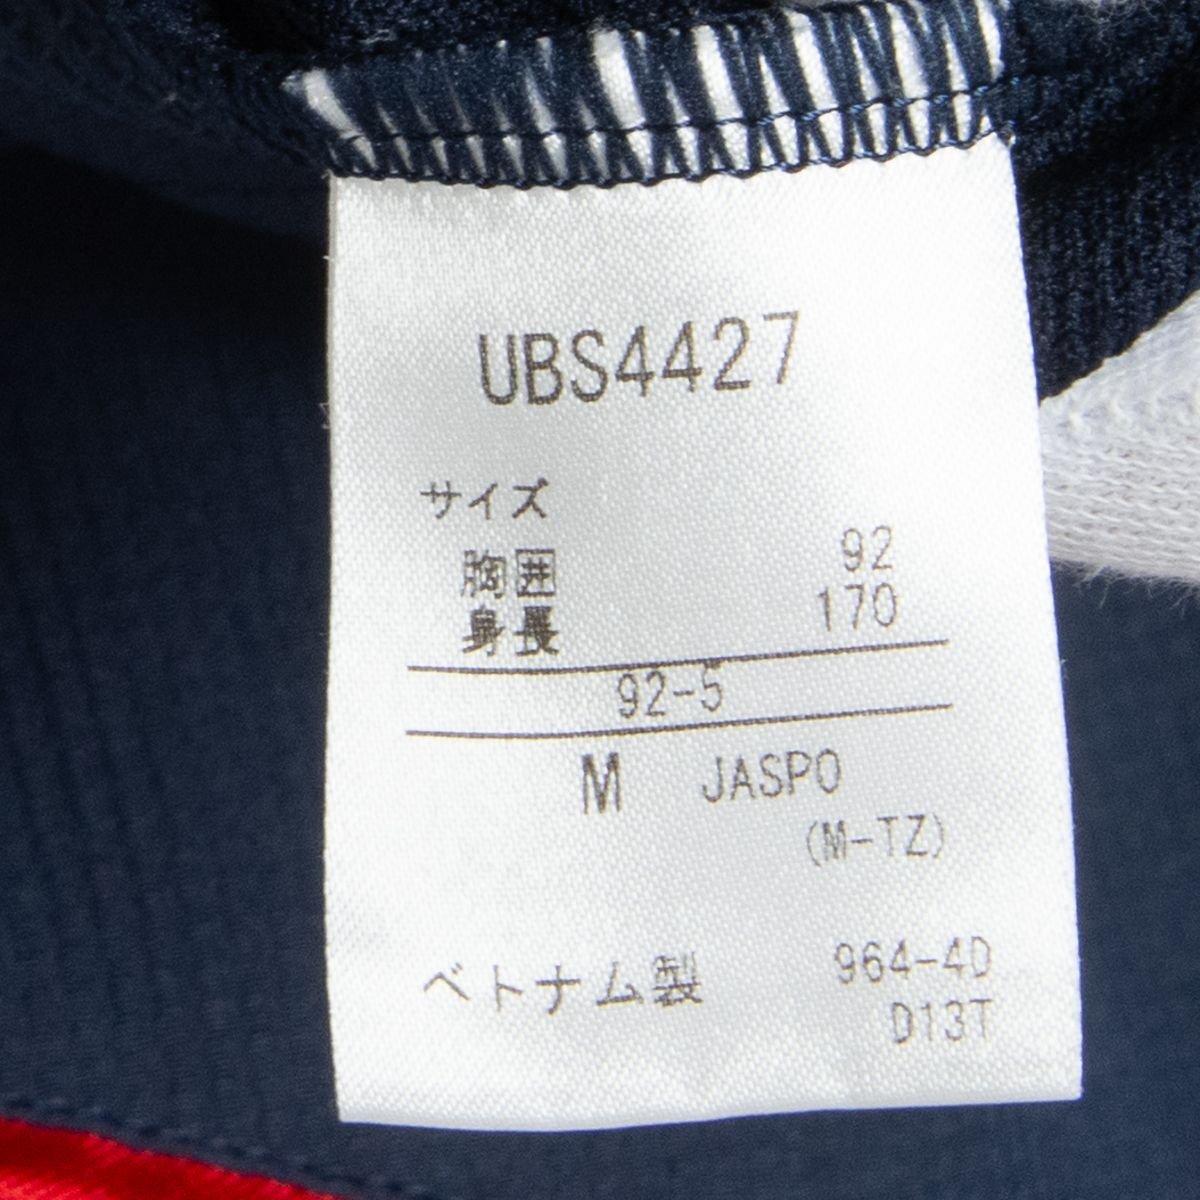 UBS4427
サイズ
胸囲 92
身長 170
92-5
M JASPO
(M-TZ)
ベトナム製 964-4D
D13T